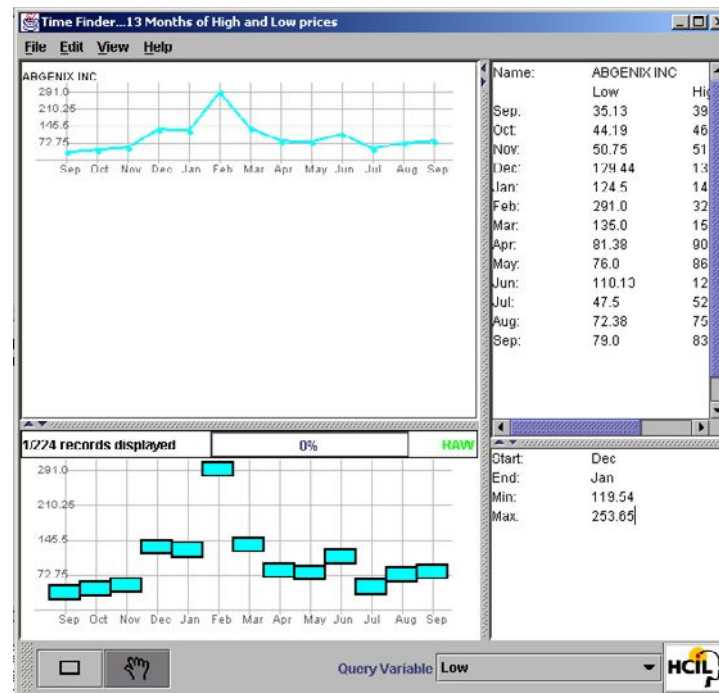 Time Finder...13 Months of High and Low prices
File Edit View Help
ABGENIX INC
291.0
210.25
145.5
72.75
Sep Oct Nov Dec Jan Feb Mar Apr May Jun Jul Aug Sep
Name: ABGENIX INC
Low Hig
Sep: 35.13 39
Oct: 44.19 46
Nov: 50.75 51
Dec: 129.44 13
Jan: 124.5 14
Feb: 291.0 32
Mar: 135.0 15
Apr: 81.38 90
May: 76.0 86
Jun: 110.13 12
Jul: 47.5 52
Aug: 72.38 75
Sep: 79.0 83
1/224 records displayed 0% RAW
291.0
210.25
145.5
72.75
Sep Oct Nov Dec Jan Feb Mar Apr May Jun Jul Aug Sep
Start: Dec
End: Jan
Min: 119.54
Max: 253.65
Query Variable Low
HCIL